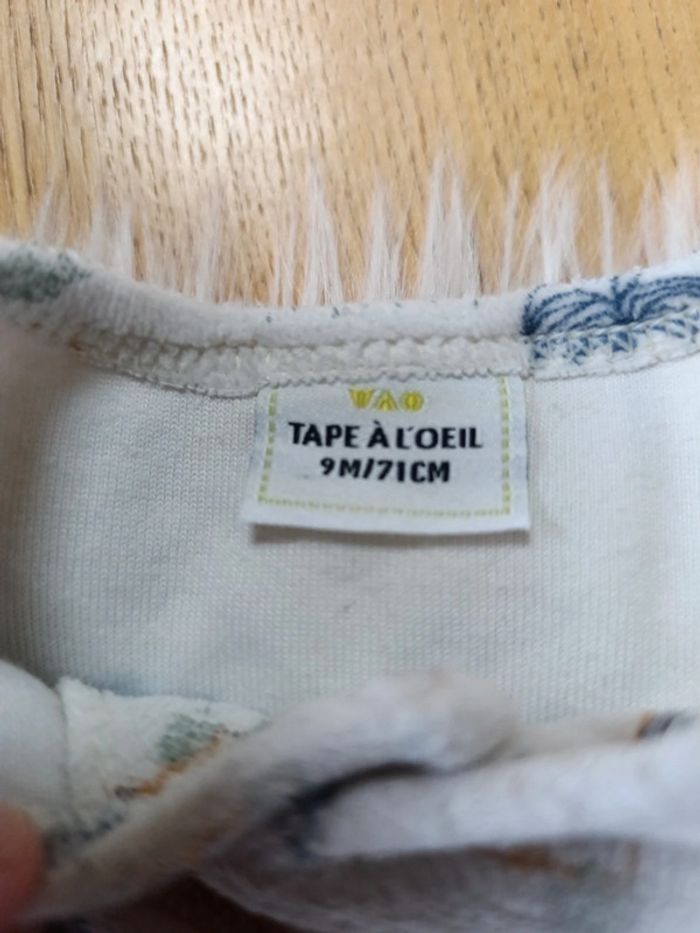 TAO
TAPE À L'OEIL
9M/71CM